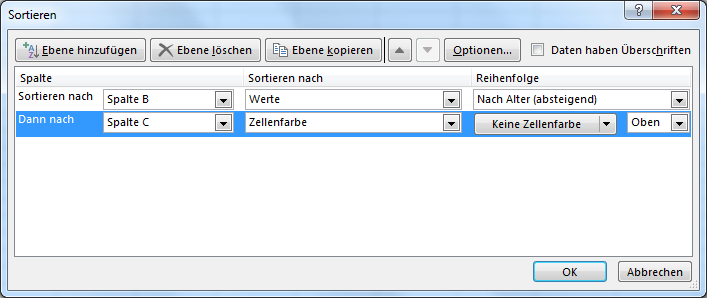 Sortieren
Ebene hinzufügen Ebene löschen Ebene kopieren Optionen... Daten haben Überschriften
Spalte Sortieren nach Reihenfolge
Sortieren nach Spalte B Werte Nach Alter (absteigend)
Dann nach Spalte C Zellenfarbe Keine Zellenfarbe Oben
OK Abbrechen